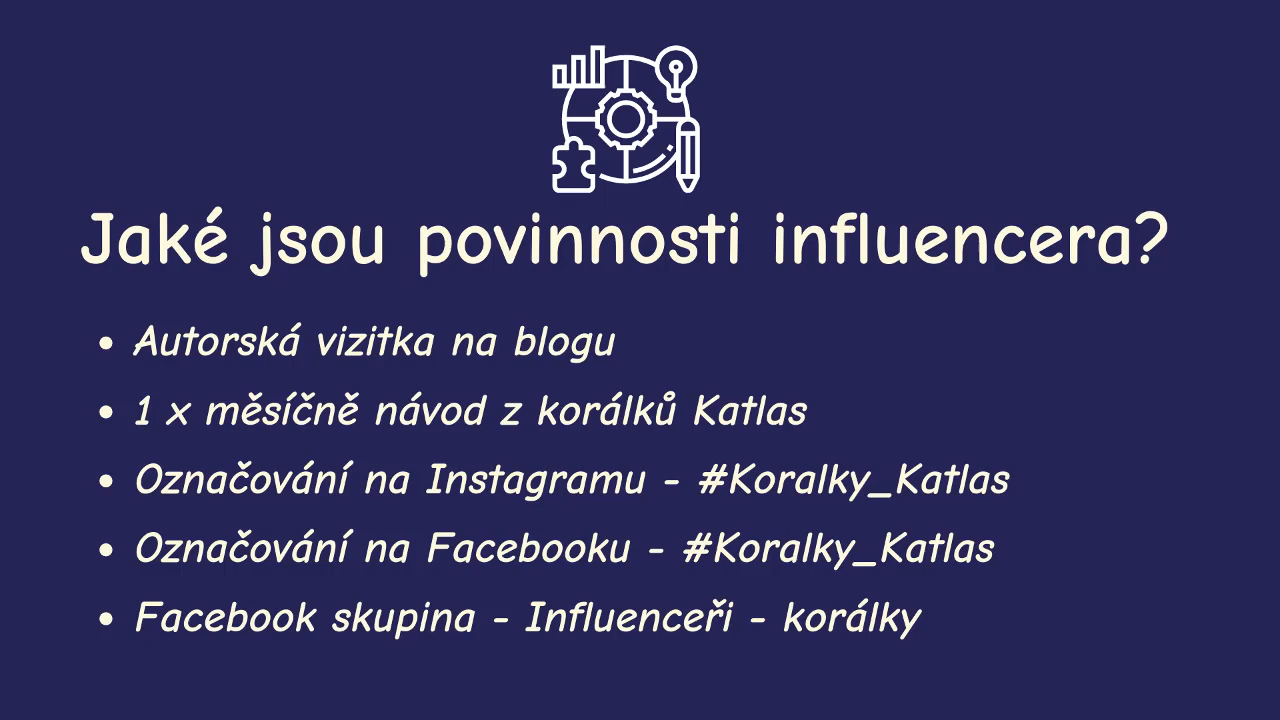 Jaké jsou povinnosti influencera?
• Autorská vizitka na blogu
• 1 x měsíčně návod z korálků Katlas
• Označování na Instagramu - #Koralky_Katlas
• Označování na Facebooku - #Koralky_Katlas
• Facebook skupina - Influenceři - korálky